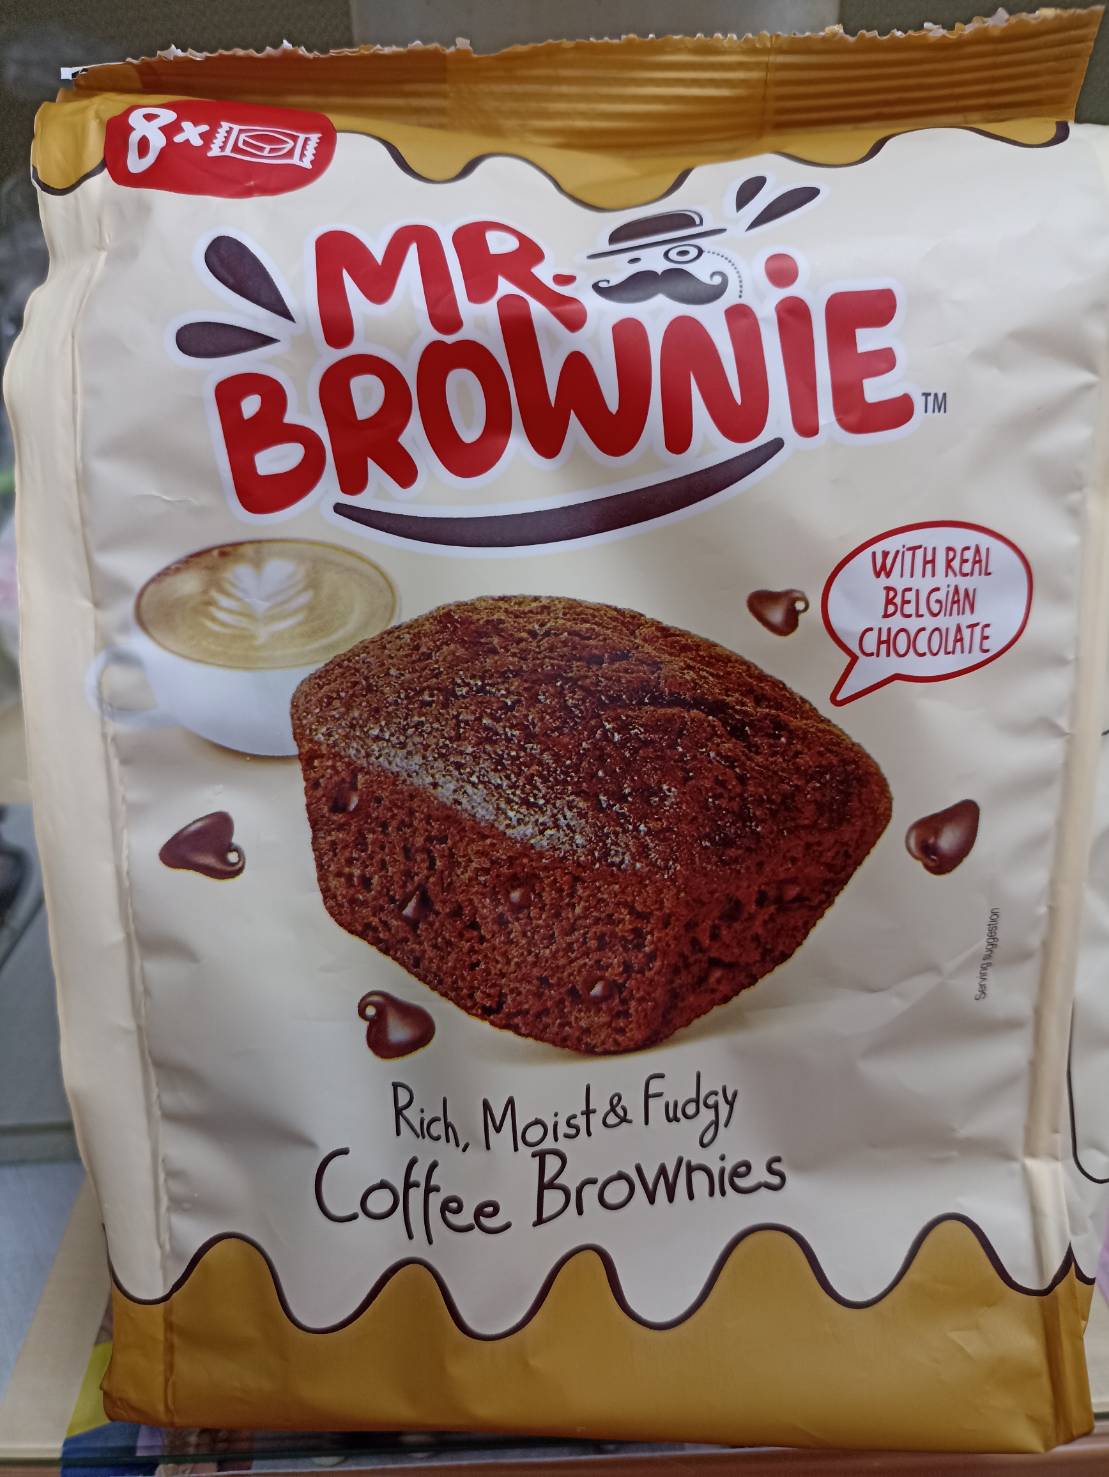 8x
MR.
BROWNiE TM
WiTH REAL
BELGiAN
CHOCOLATE
Serving suggestion
Rich, Moist & Fudgy
Coffee Brownies